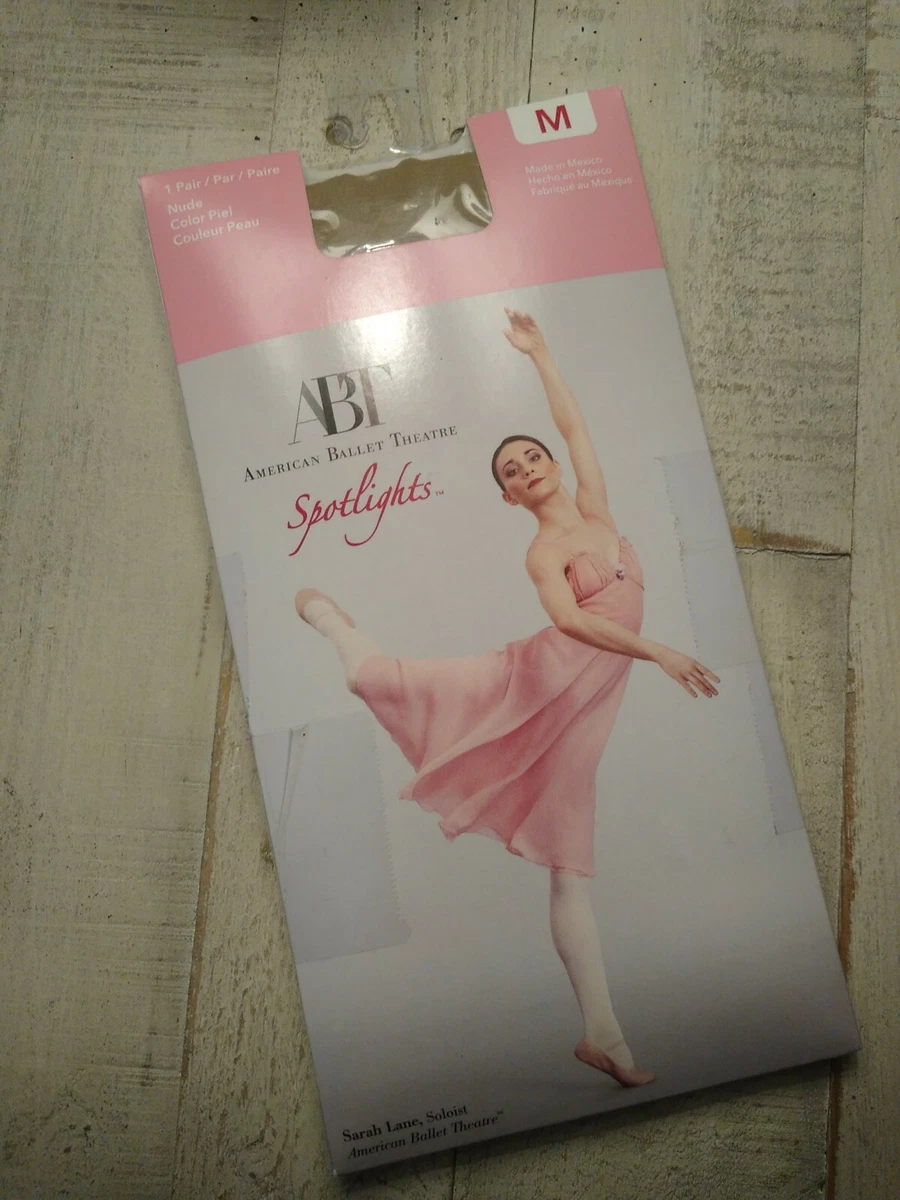 1 Pair / Par / Paire
Nude
Color Piel
Couleur Peau
M
Made in Mexico
Hecho en México
Fabriqué au Mexique
ABT
AMERICAN BALLET THEATRE
Spotlights™
Sarah Lane, Soloist
American Ballet Theatre™